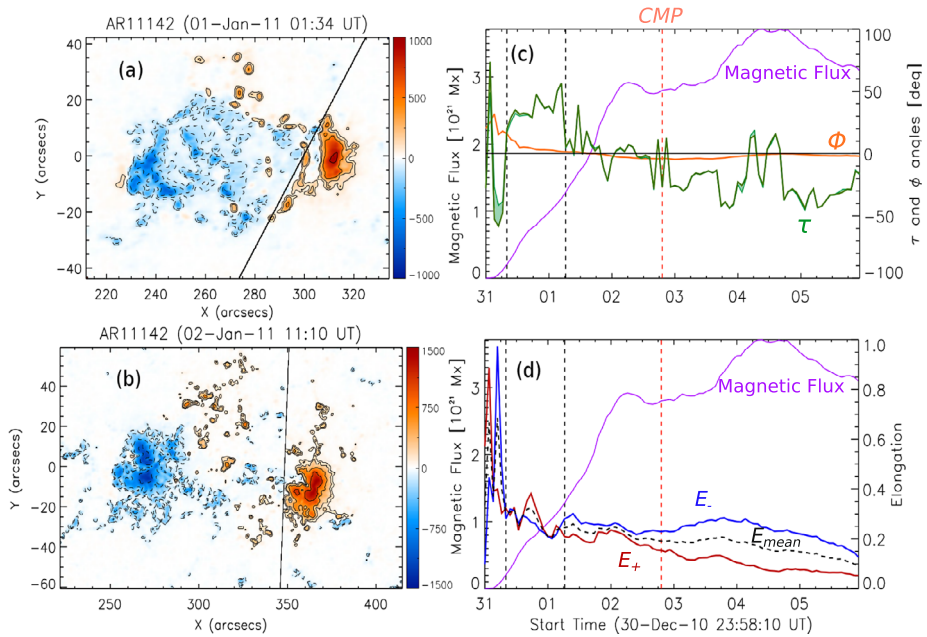 AR11142 (01-Jan-11 01:34 UT)
(a)
40
20
0
-20
-40
Y (arcsecs)
220 240 260 280 300 320
X (arcsecs)
1000
500
0
-500
-1000
AR11142 (02-Jan-11 11:10 UT)
(b)
60
40
20
0
-20
-40
-60
Y (arcsecs)
250 300 350 400
X (arcsecs)
1500
750
0
-750
-1500
CMP
(c)
Magnetic Flux
Φ
τ
3
2
1
0
Magnetic Flux [10²¹ Mx]
100
50
0
-50
-100
τ and φ angles [deg]
31 01 02 03 04 05
(d)
Magnetic Flux
E-
Emean
E+
3
2
1
0
Magnetic Flux [10²¹ Mx]
1.0
0.8
0.6
0.4
0.2
0.0
Elongation
31 01 02 03 04 05
Start Time (30-Dec-10 23:58:10 UT)